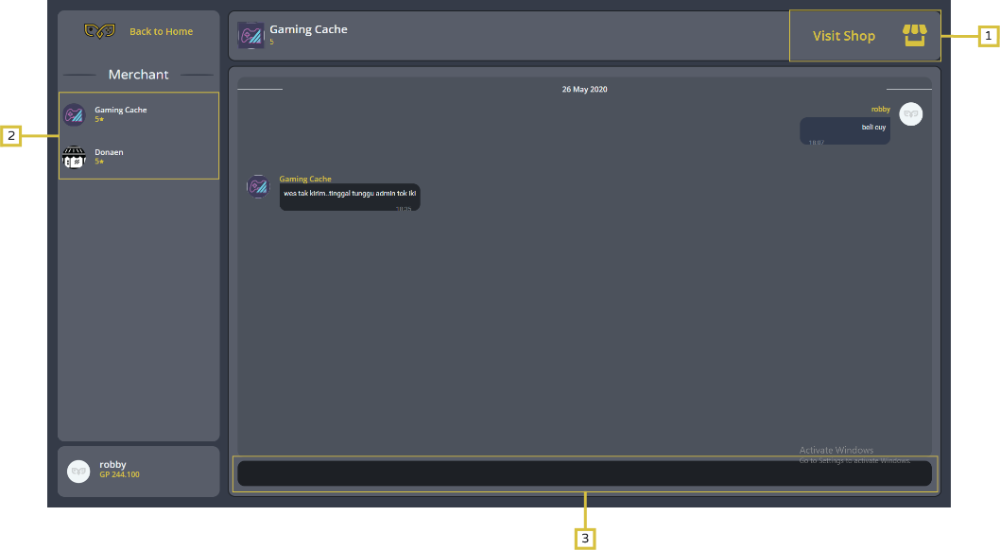 Back to Home
Merchant
Gaming Cache
5★
Donaen
5★
robby
GP 244.100
Gaming Cache
5
Visit Shop
26 May 2020
robby
beli cuy
18:07
Gaming Cache
wes tak kirim..tinggal tunggu admin tok iki
18:35
Activate Windows
Go to Settings to activate Windows.
1
2
3